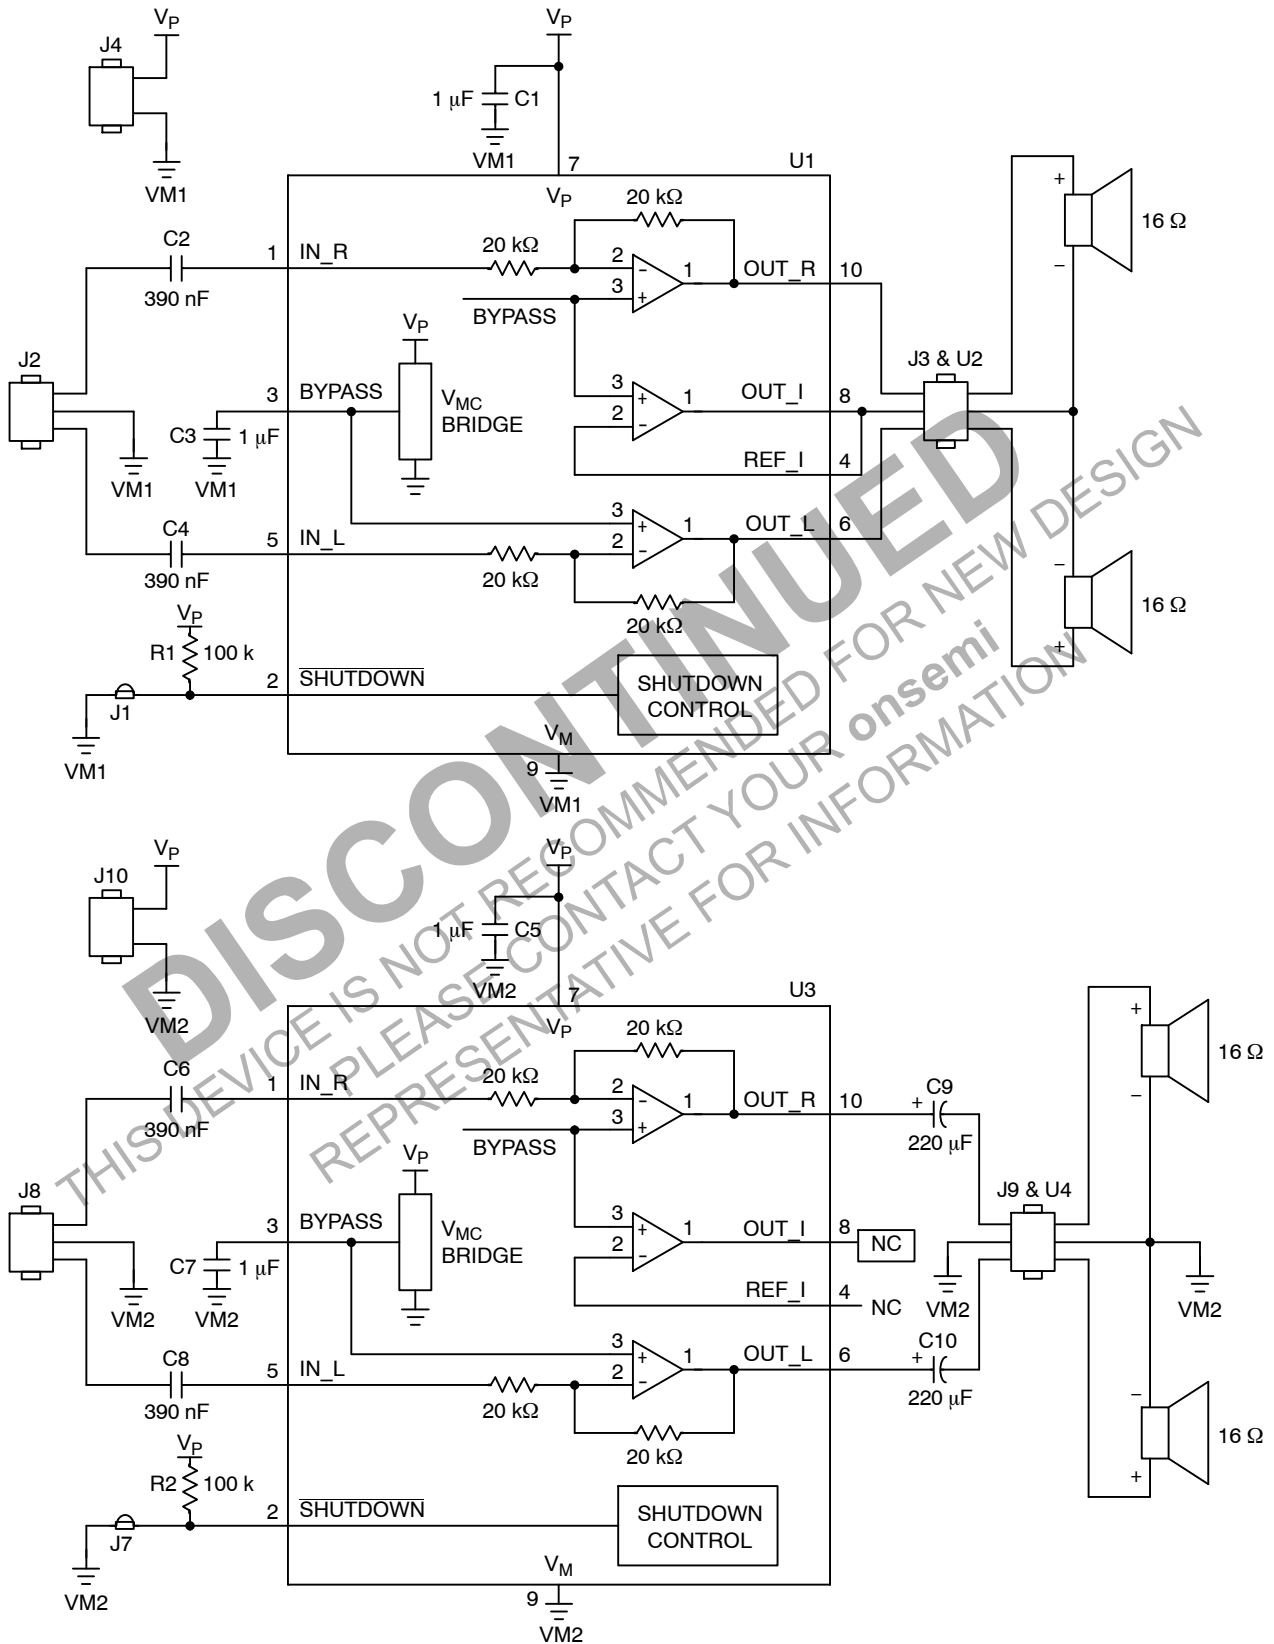 VP
J4
VM1
VP
1 μF
C1
VM1
7
U1
VP
20 kΩ
C2
390 nF
1
IN_R
20 kΩ
2
3
–
+
1
OUT_R
10
BYPASS
+
–
16 Ω
J2
VM1
3
BYPASS
C3
1 μF
VM1
VP
VMC
BRIDGE
3
2
+
–
1
OUT_I
8
REF_I
4
J3 & U2
C4
390 nF
5
IN_L
20 kΩ
3
2
+
–
1
OUT_L
6
20 kΩ
–
+
16 Ω
VP
R1
100 k
J1
VM1
2
SHUTDOWN
SHUTDOWN
CONTROL
VM
9
VM1
DISCONTINUED
THIS DEVICE IS NOT RECOMMENDED FOR NEW DESIGN
PLEASE CONTACT YOUR onsemi
REPRESENTATIVE FOR INFORMATION
VP
J10
VM2
VP
1 μF
C5
VM2
7
U3
VP
20 kΩ
C6
390 nF
1
IN_R
20 kΩ
2
3
–
+
1
OUT_R
10
BYPASS
+
C9
220 μF
+
–
16 Ω
J8
VM2
3
BYPASS
C7
1 μF
VM2
VP
VMC
BRIDGE
3
2
+
–
1
OUT_I
8
NC
REF_I
4
NC
VM2
J9 & U4
VM2
C8
390 nF
5
IN_L
20 kΩ
3
2
+
–
1
OUT_L
6
20 kΩ
+
C10
220 μF
–
+
16 Ω
VP
R2
100 k
J7
VM2
2
SHUTDOWN
SHUTDOWN
CONTROL
VM
9
VM2